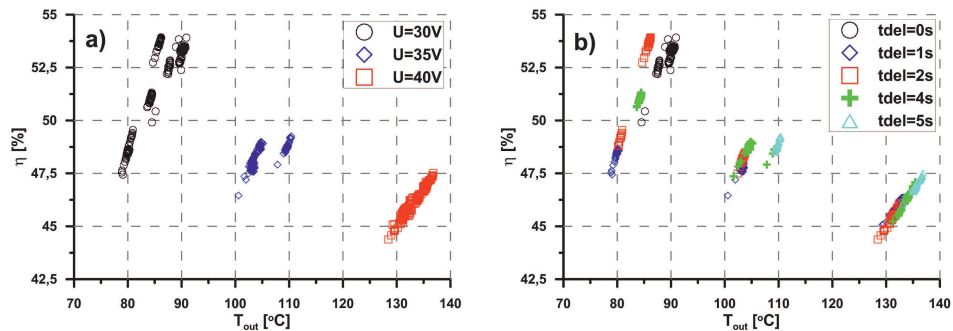 a)
U=30V
U=35V
U=40V
η [%]
55
52,5
50
47,5
45
42,5
70 80 90 100 110 120 130 140
T_out [°C]
b)
tdel=0s
tdel=1s
tdel=2s
tdel=4s
tdel=5s
η [%]
55
52,5
50
47,5
45
42,5
70 80 90 100 110 120 130 140
T_out [°C]